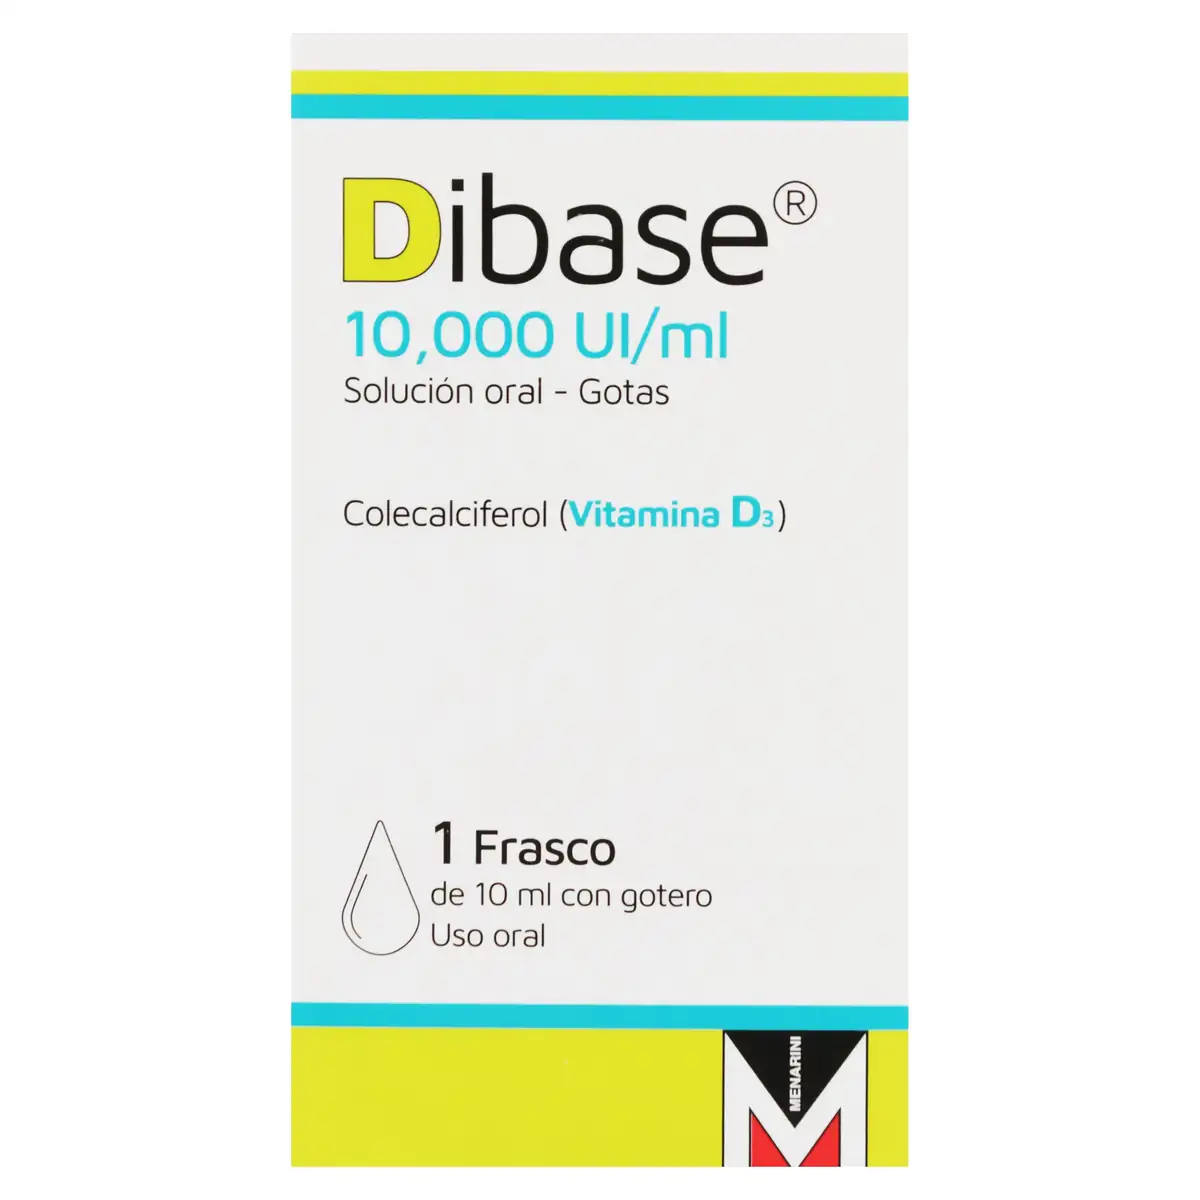 Dibase®
10,000 UI/ml
Solución oral - Gotas
Colecalciferol (Vitamina D₃)
1 Frasco
de 10 ml con gotero
Uso oral
MENARINI